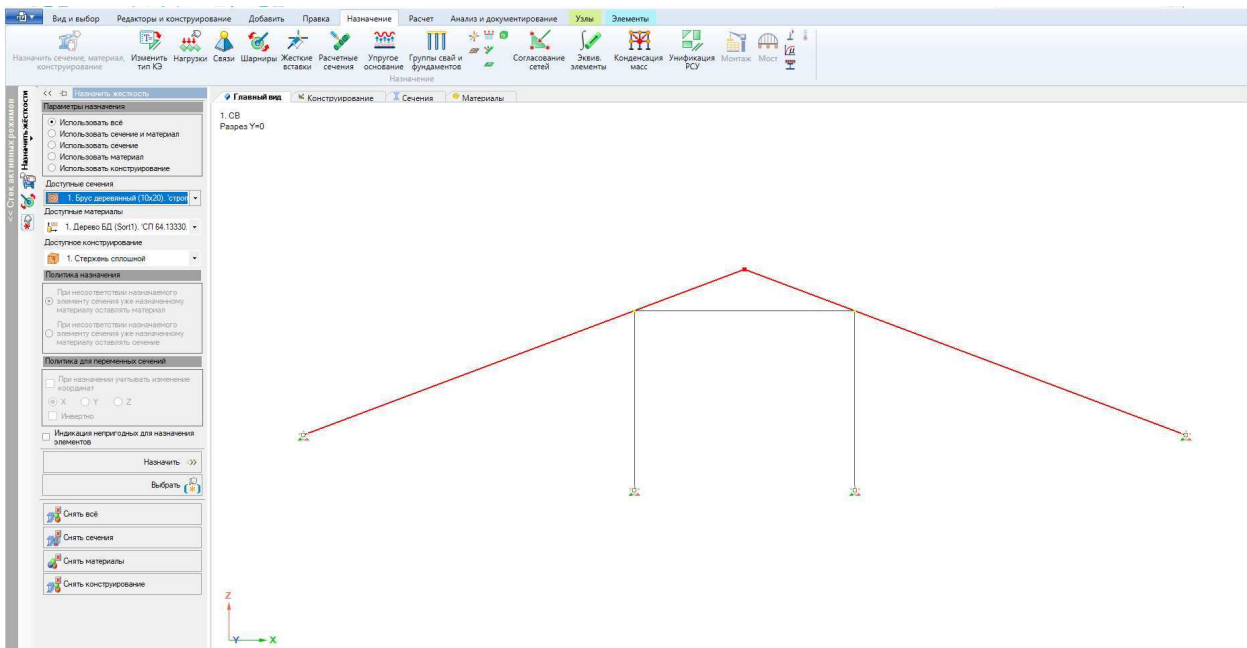 Вид и выбор Редакторы и конструирование Добавить Правка Назначение Расчет Анализ и документирование Узлы Элементы
Назначить сечение, материал, конструирование
Изменить тип КЭ
Нагрузки
Связи
Шарниры
Жесткие вставки
Расчетные сечения
Упругое основание
Группы свай и фундаментов
Согласование сетей
Эквив. элементы
Конденсация масс
Унификация РСУ
Монтаж
Мост
Назначение
<< Стек активных режимов
Назначить жёсткости
<< Назначить жесткость
Параметры назначения
Использовать всё
Использовать сечение и материал
Использовать сечение
Использовать материал
Использовать конструирование
Доступные сечения
1. Брус деревянный (10x20). 'строп
Доступные материалы
1. Дерево БД (Sort1). 'СП 64.13330.
Доступное конструирование
1. Стержень сплошной
Политика назначения
При несоответствии назначаемого
элементу сечения уже назначенному
материалу оставлять материал
При несоответствии назначаемого
элементу сечения уже назначенному
материалу оставлять сечение
Политика для переменных сечений
При назначении учитывать изменение
координат
X Y Z
Инвертно
Индикация непригодных для назначения
элементов
Назначить
Выбрать
Снять всё
Снять сечения
Снять материалы
Снять конструирование
Главный вид Конструирование Сечения Материалы
1. СВ
Разрез Y=0
Z
Y X